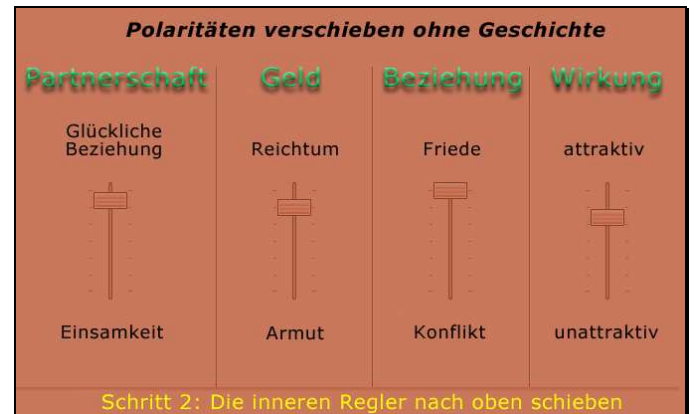 Polaritäten verschieben ohne Geschichte
Partnerschaft
Geld
Beziehung
Wirkung
Glückliche
Beziehung
Reichtum
Friede
attraktiv
Einsamkeit
Armut
Konflikt
unattraktiv
Schritt 2: Die inneren Regler nach oben schieben